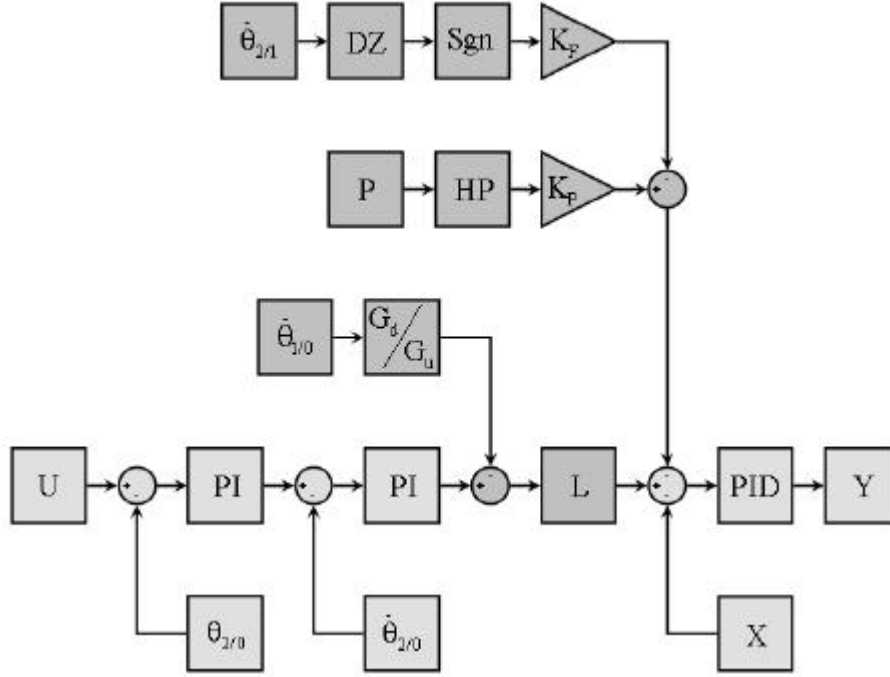 θ̇2/1 DZ Sgn KF
P HP KP
θ̇1/0 Gd/Gu
U PI PI L PID Y
θ2/0 θ̇2/0 X